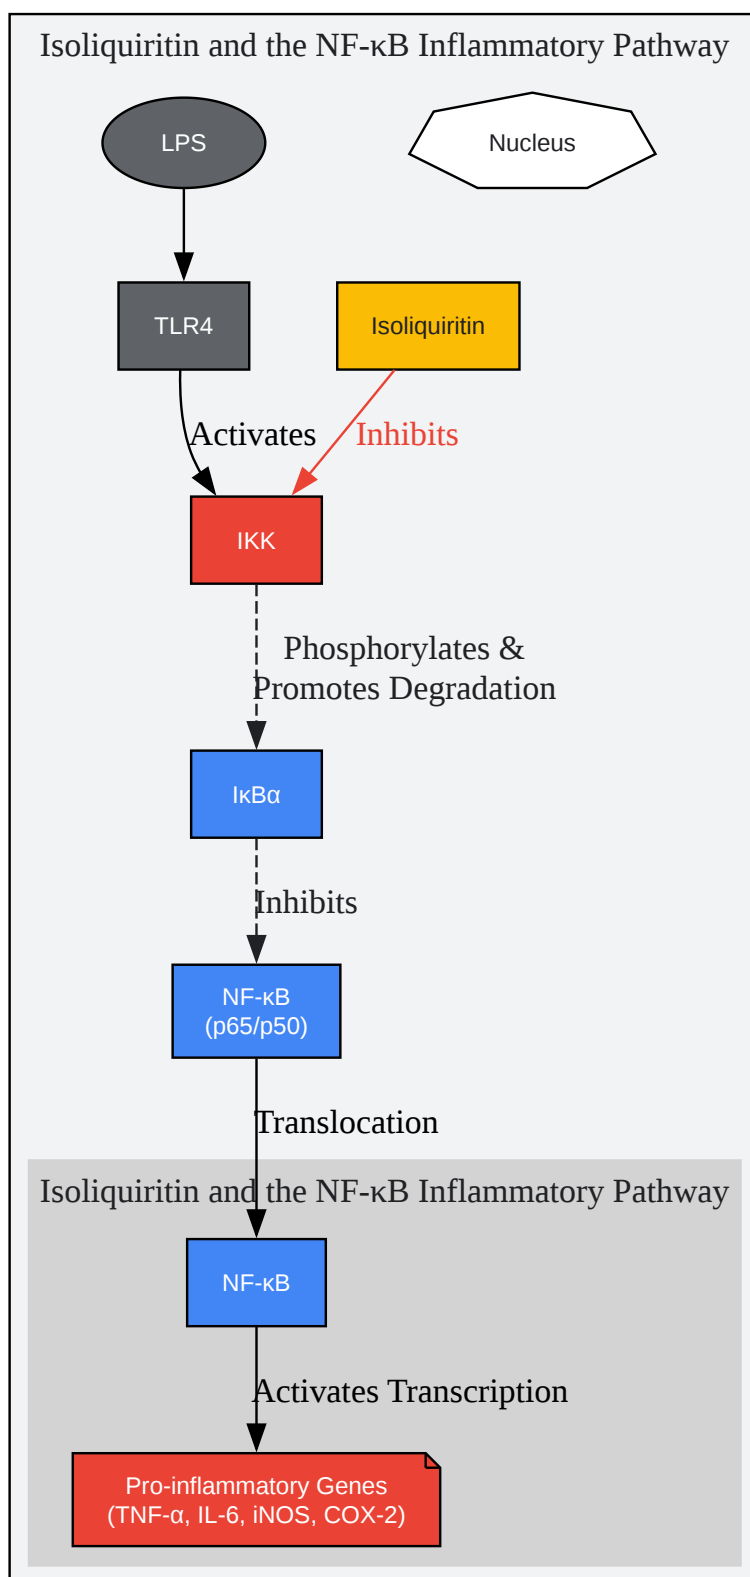 Isoliquiritin and the NF-κB Inflammatory Pathway
LPS
Nucleus
TLR4
Isoliquiritin
Activates
Inhibits
IKK
Phosphorylates &
Promotes Degradation
IκBα
Inhibits
NF-κB
(p65/p50)
Translocation
Isoliquiritin and the NF-κB Inflammatory Pathway
NF-κB
Activates Transcription
Pro-inflammatory Genes
(TNF-α, IL-6, iNOS, COX-2)